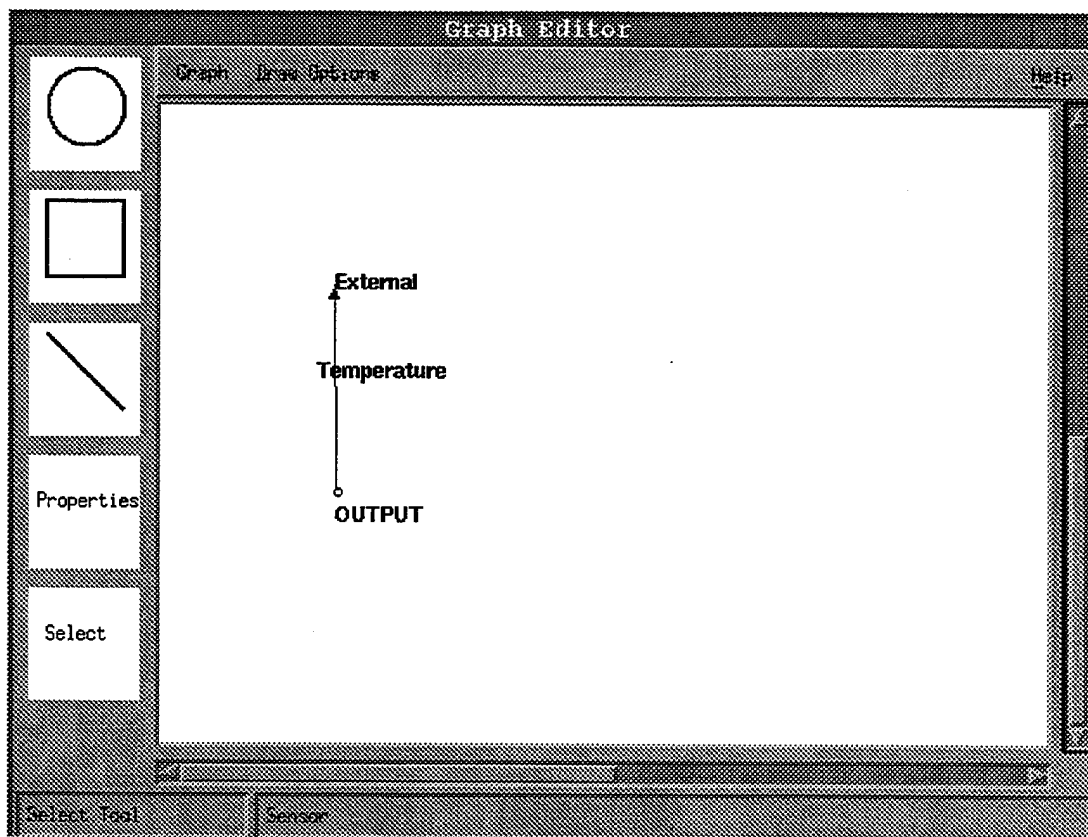 Graph Editor
Graph Draw Options Help
External
Temperature
Properties
OUTPUT
Select
Select Tool Sensor